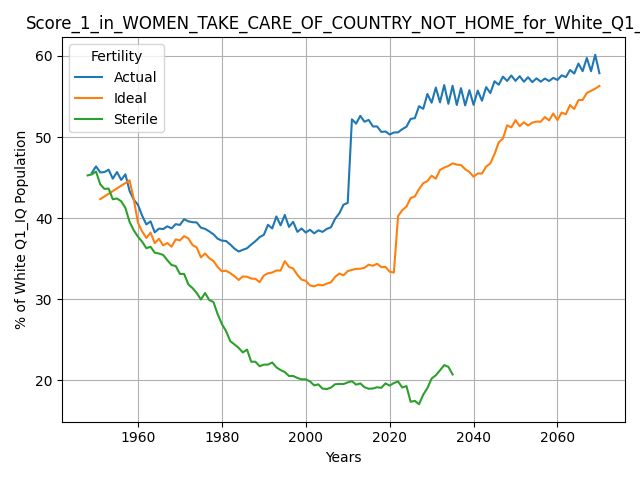 Score_1_in_WOMEN_TAKE_CARE_OF_COUNTRY_NOT_HOME_for_White_Q1_
Fertility
Actual
Ideal
Sterile
% of White Q1_IQ Population
60
50
40
30
20
1960
1980
2000
2020
2040
2060
Years